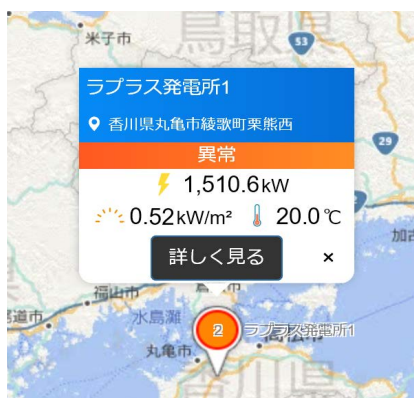 米子市
鳥取県
53
ラプラス発電所1
香川県丸亀市綾歌町栗熊西
異常
29
1,510.6kW
0.52kW/m² 20.0℃
加古
詳しく見る ×
福山市
道市
水島灘
2
ラプラス発電所1
高松市
丸亀市
香川県